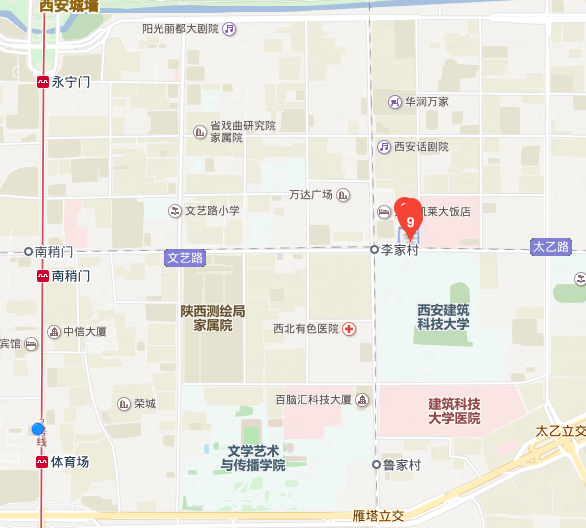 西安城墙
阳光丽都大剧院
永宁门
华润万家
省戏曲研究院
家属院
西安话剧院
万达广场
文艺路小学
凯莱大饭店
9
南稍门
李家村
太乙路
文艺路
南稍门
陕西测绘局
家属院
西安建筑
科技大学
中信大厦
西北有色医院
宾馆
百脑汇科技大厦
荣城
建筑科技
大学医院
线
太乙立交
文学艺术
与传播学院
体育场
鲁家村
雁塔立交